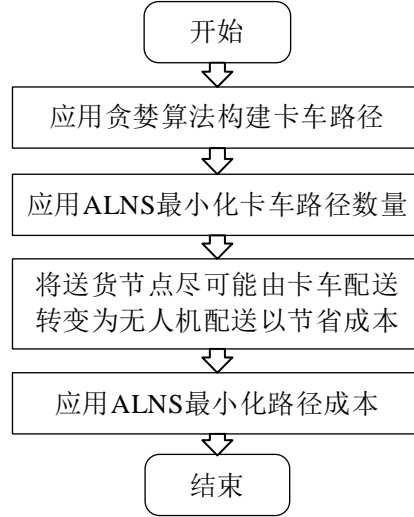 开始
应用贪婪算法构建卡车路径
应用ALNS最小化卡车路径数量
将送货节点尽可能由卡车配送
转变为无人机配送以节省成本
应用ALNS最小化路径成本
结束